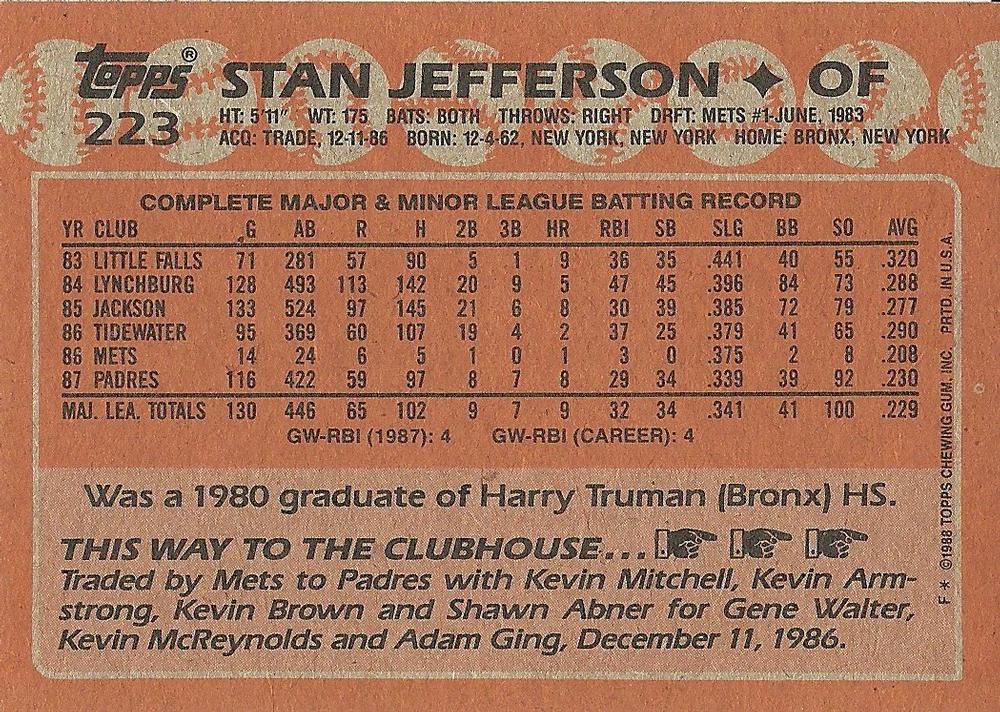 Topps® STAN JEFFERSON ✦ OF
223
HT: 5'11" WT: 175 BATS: BOTH THROWS: RIGHT DRFT: METS #1-JUNE, 1983
ACQ: TRADE, 12-11-86 BORN: 12-4-62, NEW YORK, NEW YORK HOME: BRONX, NEW YORK
COMPLETE MAJOR & MINOR LEAGUE BATTING RECORD
YR CLUB G AB R H 2B 3B HR RBI SB SLG BB SO AVG
83 LITTLE FALLS 71 281 57 90 5 1 9 36 35 .441 40 55 .320
84 LYNCHBURG 128 493 113 142 20 9 5 47 45 .396 84 73 .288
85 JACKSON 133 524 97 145 21 6 8 30 39 .385 72 79 .277
86 TIDEWATER 95 369 60 107 19 4 2 37 25 .379 41 65 .290
86 METS 14 24 6 5 1 0 1 3 0 .375 2 8 .208
87 PADRES 116 422 59 97 8 7 8 29 34 .339 39 92 .230
MAJ. LEA. TOTALS 130 446 65 102 9 7 9 32 34 .341 41 100 .229
GW-RBI (1987): 4 GW-RBI (CAREER): 4
Was a 1980 graduate of Harry Truman (Bronx) HS.
THIS WAY TO THE CLUBHOUSE...
Traded by Mets to Padres with Kevin Mitchell, Kevin Arm-
strong, Kevin Brown and Shawn Abner for Gene Walter,
Kevin McReynolds and Adam Ging, December 11, 1986.
F * ©1988 TOPPS CHEWING GUM, INC. PRTD. IN U.S.A.